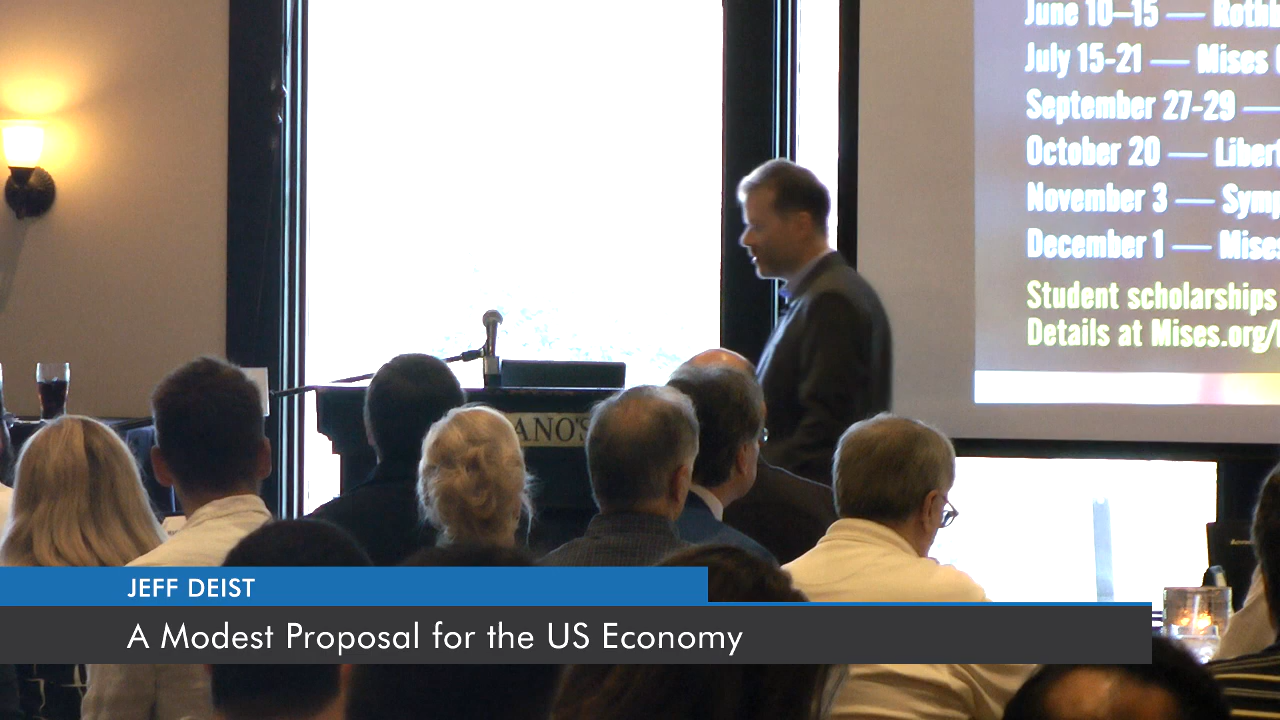 June 10–15 — Roth
July 15-21 — Mises
September 27-29 —
October 20 — Libert
November 3 — Symp
December 1 — Mises
Student scholarships
Details at Mises.org/
ANO'S
JEFF DEIST
A Modest Proposal for the US Economy